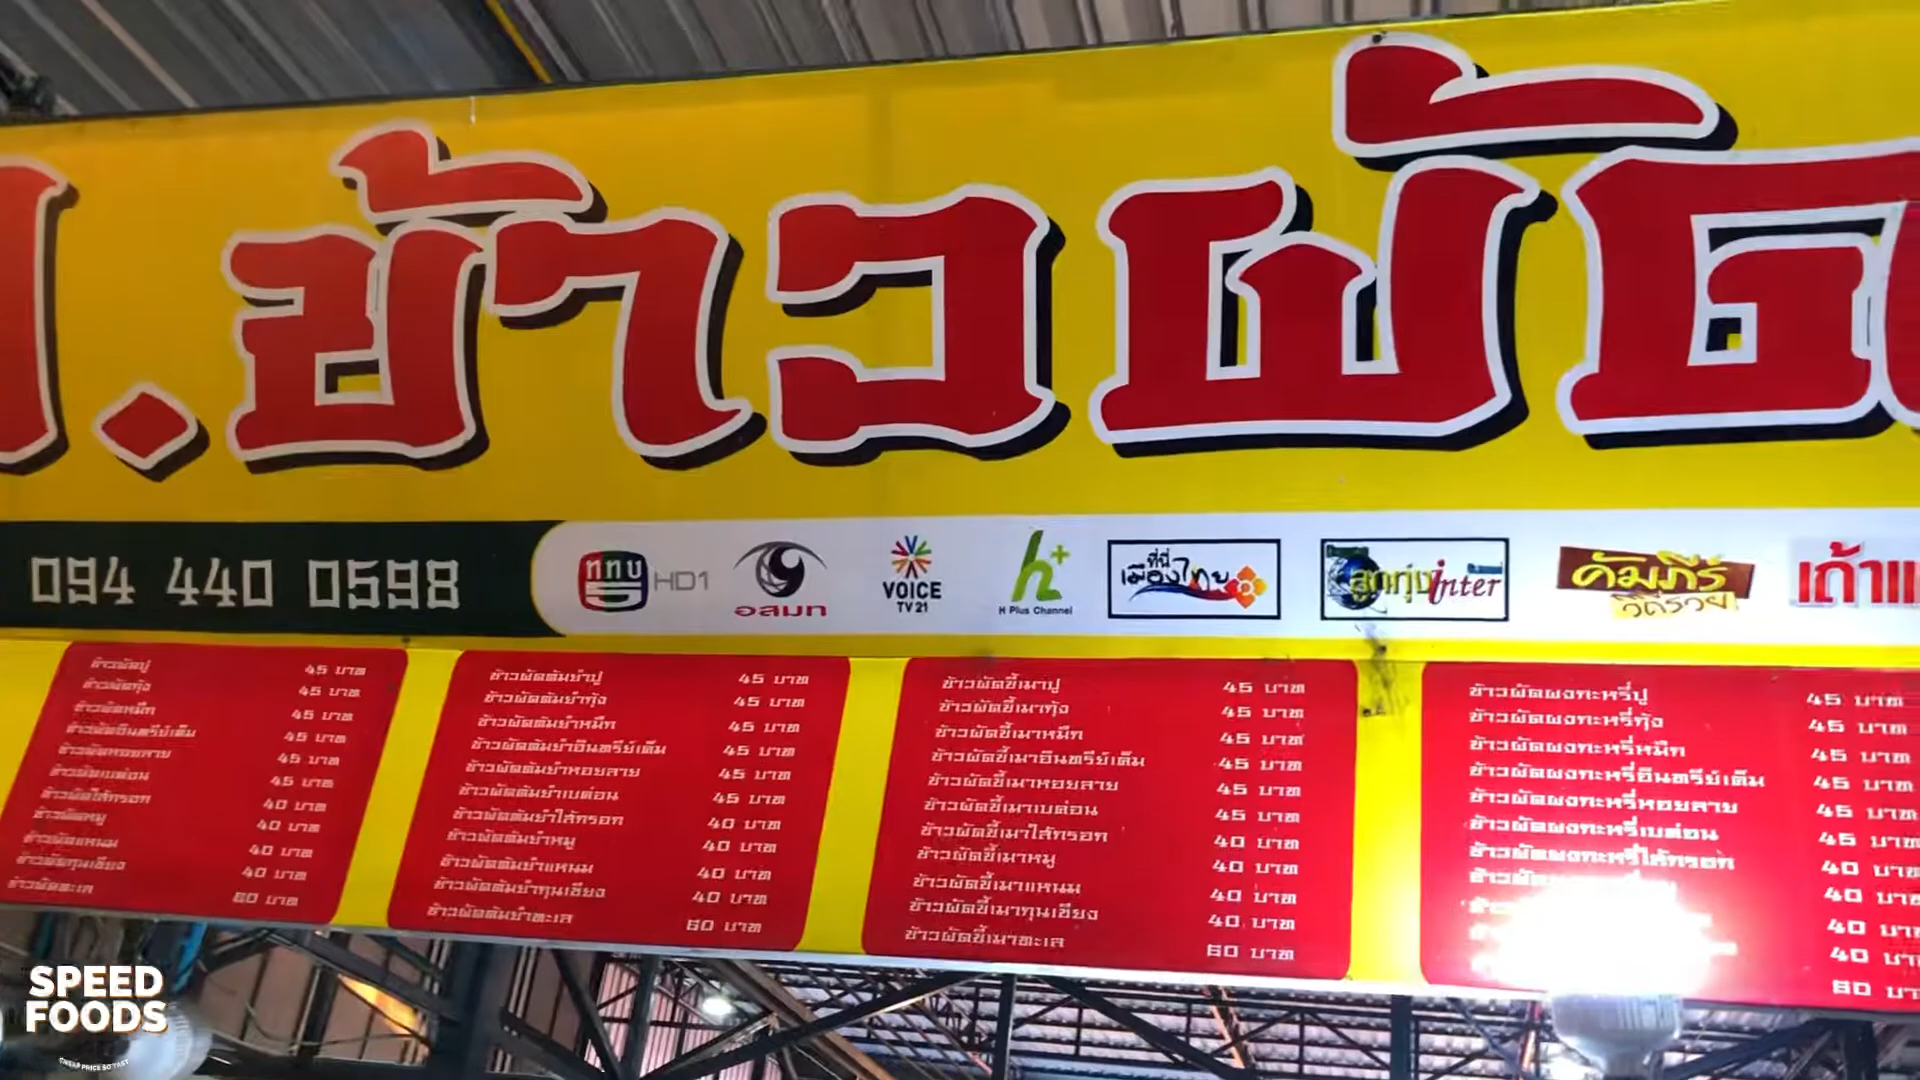 . ข้าวผัด
094 440 0598
ททบ 5 HD1
อสมท
VOICE TV 21
h+
H Plus Channel
ที่นี่ เมืองไทย
ลูกทุ่งinter
คัมภีร์ วิถีรวย
เถ้าแ
ข้าวผัดปู 45 บาท
ข้าวผัดกุ้ง 45 บาท
ข้าวผัดหมึก 45 บาท
ข้าวผัดอินทรีย์เค็ม 45 บาท
ข้าวผัดหอยลาย 45 บาท
ข้าวผัดเบค่อน 45 บาท
ข้าวผัดไส้กรอก 40 บาท
ข้าวผัดหมู 40 บาท
ข้าวผัดแหนม 40 บาท
ข้าวผัดกุนเชียง 40 บาท
ข้าวผัดทะเล 60 บาท
ข้าวผัดต้มยำปู 45 บาท
ข้าวผัดต้มยำกุ้ง 45 บาท
ข้าวผัดต้มยำหมึก 45 บาท
ข้าวผัดต้มยำอินทรีย์เค็ม 45 บาท
ข้าวผัดต้มยำหอยลาย 45 บาท
ข้าวผัดต้มยำเบค่อน 45 บาท
ข้าวผัดต้มยำไส้กรอก 40 บาท
ข้าวผัดต้มยำหมู 40 บาท
ข้าวผัดต้มยำแหนม 40 บาท
ข้าวผัดต้มยำกุนเชียง 40 บาท
ข้าวผัดต้มยำทะเล 60 บาท
ข้าวผัดขี้เมาปู 45 บาท
ข้าวผัดขี้เมากุ้ง 45 บาท
ข้าวผัดขี้เมาหมึก 45 บาท
ข้าวผัดขี้เมาอินทรีย์เค็ม 45 บาท
ข้าวผัดขี้เมาหอยลาย 45 บาท
ข้าวผัดขี้เมาเบค่อน 45 บาท
ข้าวผัดขี้เมาไส้กรอก 40 บาท
ข้าวผัดขี้เมาหมู 40 บาท
ข้าวผัดขี้เมาแหนม 40 บาท
ข้าวผัดขี้เมากุนเชียง 40 บาท
ข้าวผัดขี้เมาทะเล 60 บาท
ข้าวผัดผงกะหรี่ปู 45 บาท
ข้าวผัดผงกะหรี่กุ้ง 45 บาท
ข้าวผัดผงกะหรี่หมึก 45 บาท
ข้าวผัดผงกะหรี่อินทรีย์เค็ม 45 บาท
ข้าวผัดผงกะหรี่หอยลาย 45 บาท
ข้าวผัดผงกะหรี่เบค่อน 45 บาท
ข้าวผัดผงกะหรี่ไส้กรอก 40 บาท
40 บาท
40 บาท
40 บาท
60 บาท
SPEED FOODS
CHEAP PRICE SO FAST